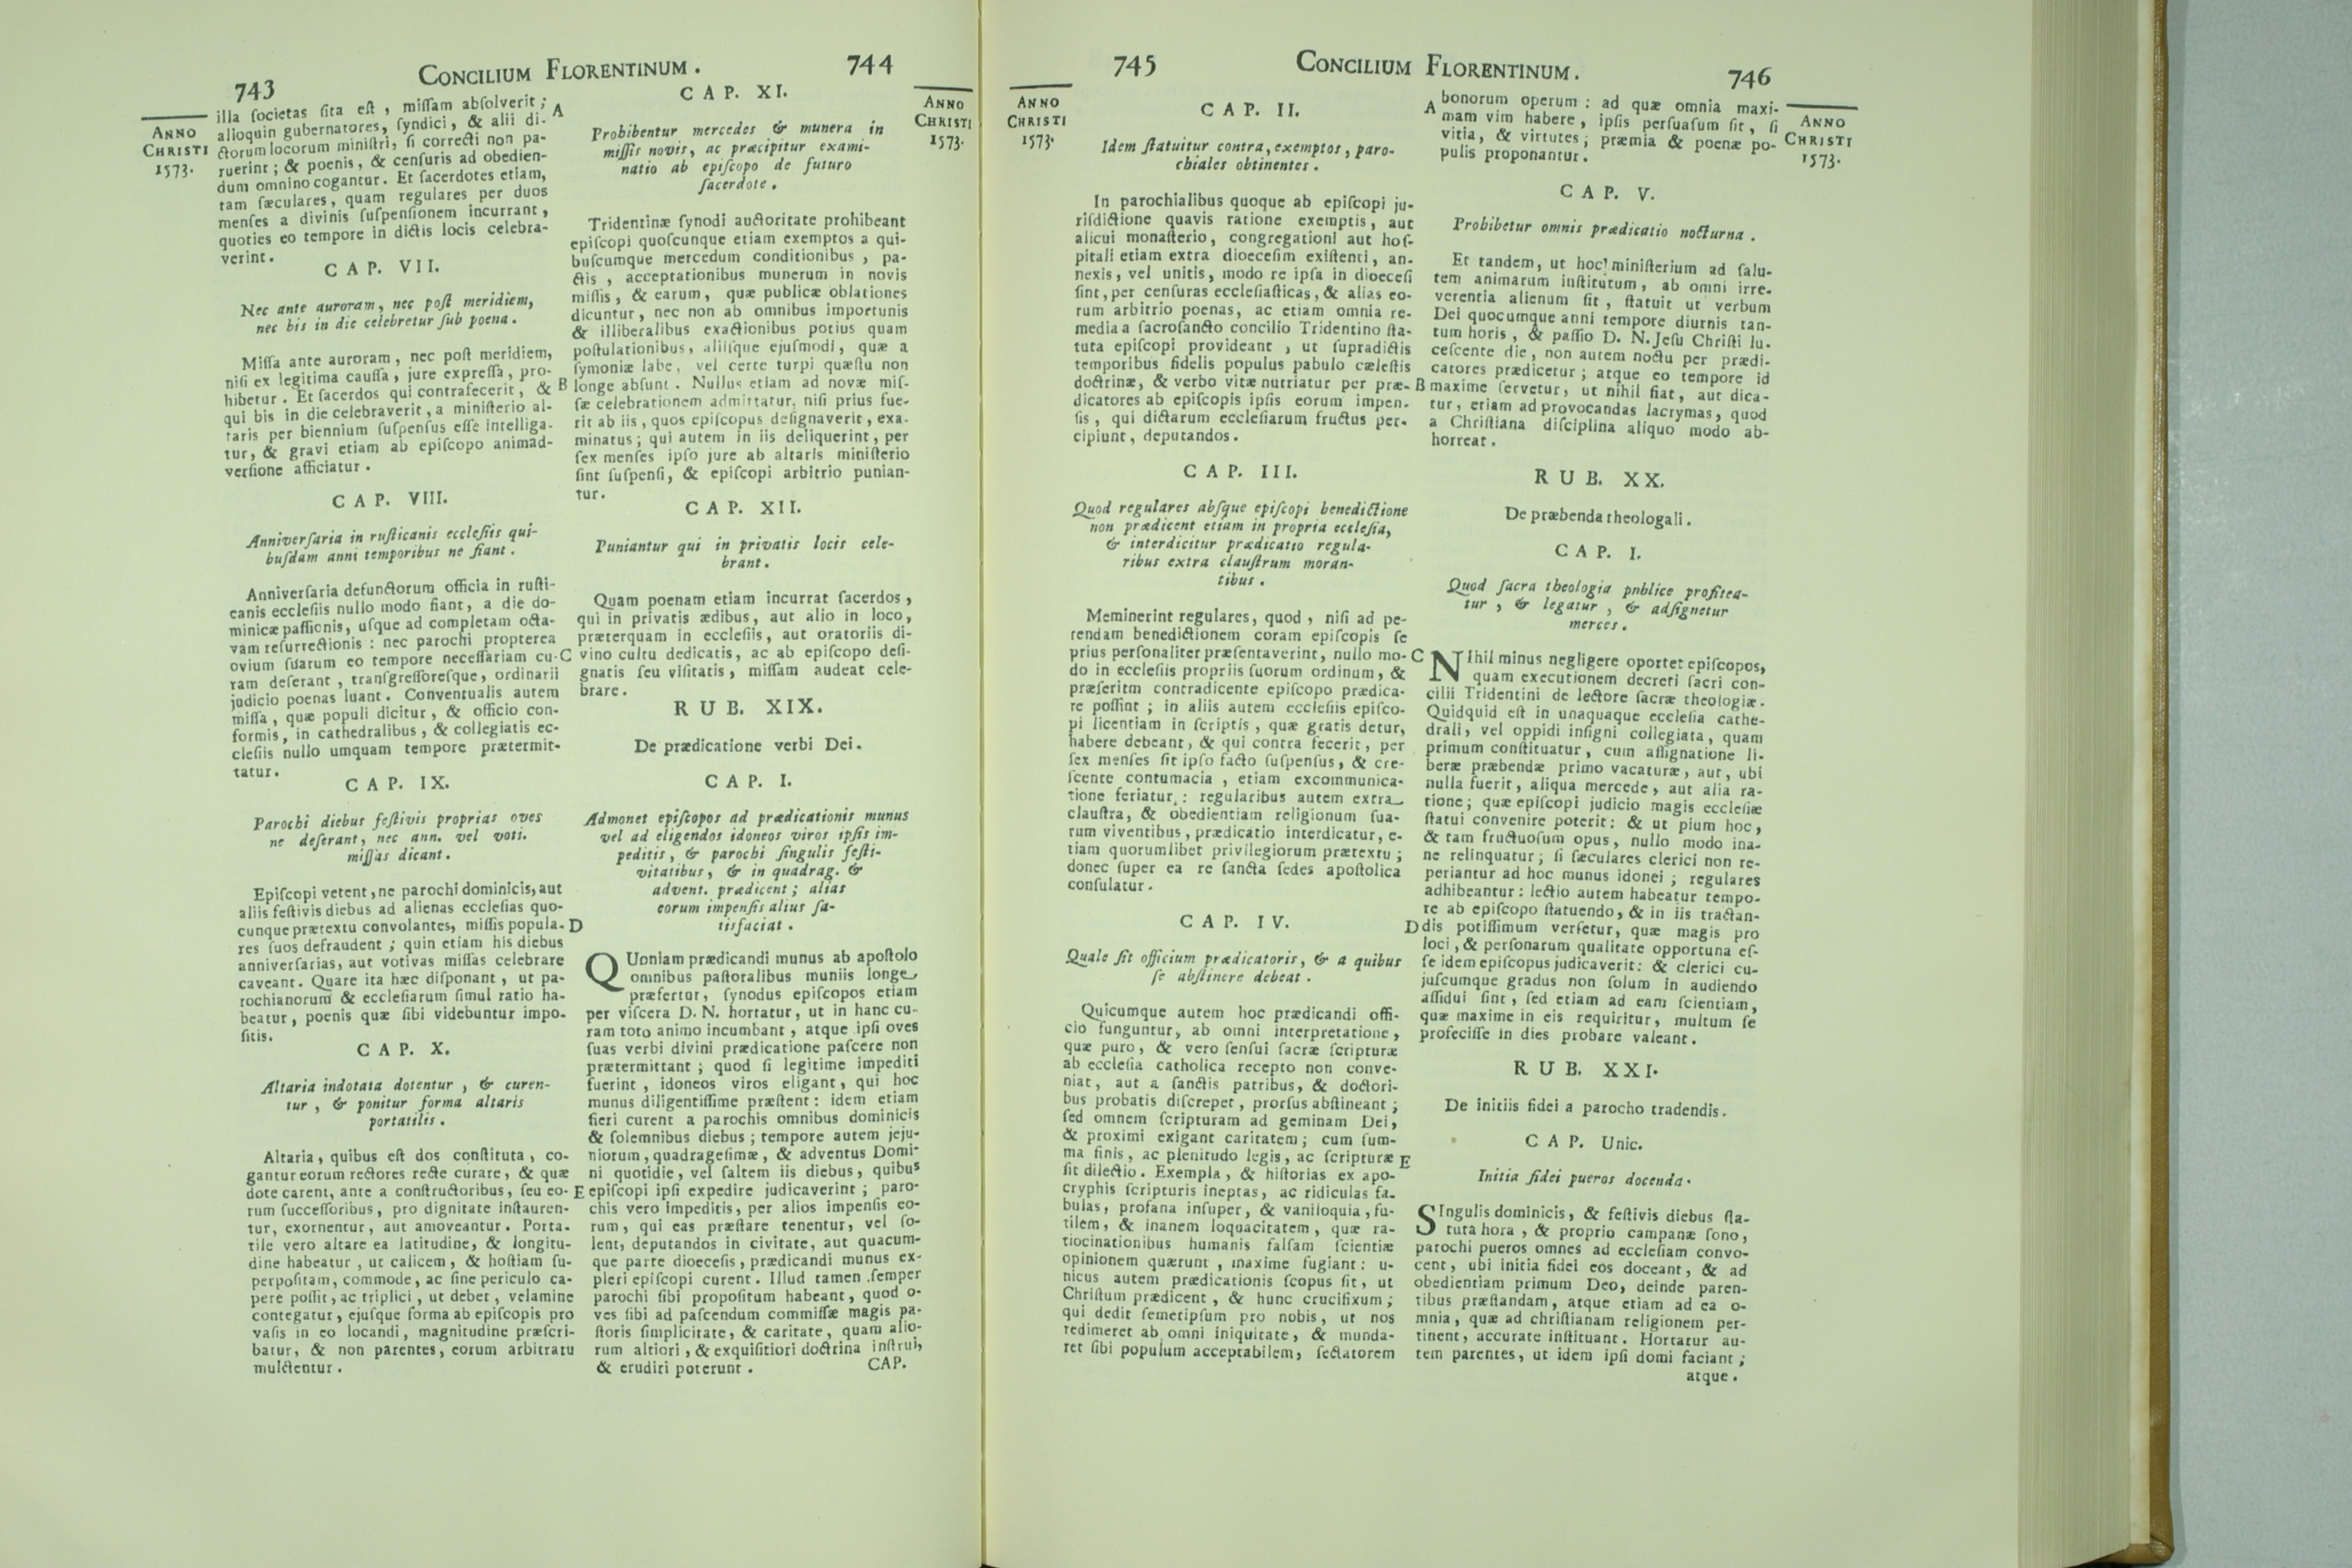 743
CONCILIUM FLORENTINUM.
744
ANNO
CHRISTI
1573.
illa ſocietas ſita eſt, miſſam abſolverit;
alioquin gubernatores, ſyndici, & alii di-
ctorum locorum miniſtri, ſi correcti non pa-
ruerint; & poenis, & cenſuris ad obedien-
dum omnino cogantur. Et ſacerdotes etiam,
tam ſæculares, quam regulares per duos
menſes a divinis ſuſpenſionem incurrant,
quoties eo tempore in dictis locis celebra-
verint.
CAP. VII.
Nec ante auroram, nec poſt meridiem,
nec bis in die celebretur ſub poena.
Miſſa ante auroram, nec poſt meridiem,
niſi ex legitima cauſſa, jure expreſſa, pro-
hibetur. Et ſacerdos qui contrafecerit, &
qui bis in die celebraverit, a miniſterio al-
taris per biennium ſuſpenſus eſſe intelliga-
tur, & gravi etiam ab epiſcopo animad-
verſione afficiatur.
CAP. VIII.
Anniverſaria in ruſticanis eccleſiis qui-
buſdam anni temporibus ne fiant.
Anniverſaria defunctorum officia in ruſti-
canis eccleſiis nullo modo fiant, a die do-
minicæ paſſionis, uſque ad completam octa-
vam reſurrectionis: nec parochi propterea
ovium ſuarum eo tempore neceſſariam cu-
ram deſerant, tranſgreſſoreſque, ordinarii
judicio poenas luant. Conventualis autem
miſſa, quæ populi dicitur, & officio con-
formis, in cathedralibus, & collegiatis ec-
cleſiis nullo umquam tempore prætermit-
tatur.
CAP. IX.
Parochi diebus feſtivis proprias oves
ne deſerant, nec ann. vel voti.
miſſas dicant.
Epiſcopi vetent, ne parochi dominicis, aut
aliis feſtivis diebus ad alienas eccleſias quo-
cunque prætextu convolantes, miſſis popula-
res ſuos defraudent; quin etiam his diebus
anniverſarias, aut votivas miſſas celebrare
caveant. Quare ita hæc diſponant, ut pa-
rochianorum & eccleſiarum ſimul ratio ha-
beatur, poenis quæ ſibi videbuntur impo-
ſitis.
CAP. X.
Altaria indotata dotentur, & curen-
tur, & ponitur forma altaris
portatilis.
Altaria, quibus eſt dos conſtituta, co-
gantur eorum rectores recte curare, & quæ
dote carent, ante a conſtructoribus, ſeu eo-
rum ſucceſſoribus, pro dignitate inſtauren-
tur, exornentur, aut amoveantur. Porta-
tile vero altare ea latitudine, & longitu-
dine habeatur, ut calicem, & hoſtiam ſu-
perpoſitam, commode, ac ſine periculo ca-
pere poſſit, ac triplici, ut debet, velamine
contegatur, ejuſque forma ab epiſcopis pro
vaſis in eo locandi, magnitudine præſcri-
batur, & non parentes, eorum arbitratu
mulctentur.
A
B
C
D
E
CAP. XI.
Prohibentur mercedes & munera in
miſſis novis, ac præcipitur exami-
natio ab epiſcopo de futuro
ſacerdote.
Tridentinæ ſynodi auctoritate prohibeant
epiſcopi quoſcunque etiam exemptos a qui-
buſcumque mercedum conditionibus, pa-
ctis, acceptationibus munerum in novis
miſſis, & earum, quæ publicæ oblationes
dicuntur, nec non ab omnibus importunis
& illiberalibus exactionibus potius quam
poſtulationibus, aliiſque ejuſmodi, quæ a
ſymoniæ labe, vel certe turpi quæſtu non
longe abſunt. Nullus etiam ad novæ miſ-
ſæ celebrationem admittatur, niſi prius fue-
rit ab iis, quos epiſcopus deſignaverit, exa-
minatus; qui autem in iis deliquerint, per
ſex menſes ipſo jure ab altaris miniſterio
ſint ſuſpenſi, & epiſcopi arbitrio punian-
tur.
CAP. XII.
Puniantur qui in privatis locis cele-
brant.
Quam poenam etiam incurrat ſacerdos,
qui in privatis ædibus, aut alio in loco,
præterquam in eccleſiis, aut oratoriis di-
vino cultu dedicatis, ac ab epiſcopo deſi-
gnatis ſeu viſitatis, miſſam audeat cele-
brare.
RUB. XIX.
De prædicatione verbi Dei.
CAP. I.
Admonet epiſcopos ad prædicationis munus
vel ad eligendos idoneos viros ipſis im-
peditis, & parochi ſingulis feſti-
vitatibus, & in quadrag. &
advent. prædicent; alias
eorum impenſis alius ſa-
tisfaciat.
QUoniam prædicandi munus ab apoſtolo
omnibus paſtoralibus muniis longe
præfertur, ſynodus epiſcopos etiam
per viſcera D. N. hortatur, ut in hanc cu-
ram toto animo incumbant, atque ipſi oves
ſuas verbi divini prædicatione paſcere non
prætermittant; quod ſi legitime impediti
fuerint, idoneos viros eligant, qui hoc
munus diligentiſſime præſtent: idem etiam
fieri curent a parochis omnibus dominicis
& ſolemnibus diebus; tempore autem jeju-
niorum, quadrageſimæ, & adventus Domi-
ni quotidie, vel ſaltem iis diebus, quibus
epiſcopi ipſi expedire judicaverint; paro-
chis vero impeditis, per alios impenſis eo-
rum, qui eas præſtare tenentur, vel ſo-
lent, deputandos in civitate, aut quacum-
que parte dioeceſis, prædicandi munus ex-
pleri epiſcopi curent. Illud tamen ſemper
parochi ſibi propoſitum habeant, quod o-
ves ſibi ad paſcendum commiſſæ magis pa-
ſtoris ſimplicitate, & caritate, quam alio-
rum altiori, & exquiſitiori doctrina inſtrui,
& erudiri poterunt.
CAP.
ANNO
CHRISTI
1573.
745
CONCILIUM FLORENTINUM.
746
ANNO
CHRISTI
1573.
CAP. II.
Idem ſtatuitur contra, exemptos, paro-
chiales obtinentes.
In parochialibus quoque ab epiſcopi ju-
riſdictione quavis ratione exemptis, aut
alicui monaſterio, congregationi aut hoſ-
pitali etiam extra dioeceſim exiſtenti, an-
nexis, vel unitis, modo re ipſa in dioeceſi
ſint, per cenſuras eccleſiaſticas, & alias eo-
rum arbitrio poenas, ac etiam omnia re-
media a ſacroſancto concilio Tridentino ſta-
tuta epiſcopi provideant, ut ſupradictis
temporibus fidelis populus pabulo cæleſtis
doctrinæ, & verbo vitæ nutriatur per præ-
dicatores ab epiſcopis ipſis eorum impen-
ſis, qui dictarum eccleſiarum fructus per-
cipiunt, deputandos.
CAP. III.
Quod regulares abſque epiſcopi benedictione
non prædicent etiam in propria eccleſia,
& interdicitur prædicatio regula-
ribus extra clauſtrum moran-
tibus.
Meminerint regulares, quod, niſi ad pe-
tendam benedictionem coram epiſcopis ſe
prius perſonaliter præſentaverint, nullo mo-
do in eccleſiis propriis ſuorum ordinum, &
præſeritm contradicente epiſcopo prædica-
re poſſint; in aliis autem eccleſiis epiſco-
pi licentiam in ſcriptis, quæ gratis detur,
habere debeant, & qui contra fecerit, per
ſex menſes ſit ipſo facto ſuſpenſus, & cre-
ſcente contumacia, etiam excommunica-
tione feriatur: regularibus autem extra
clauſtra, & obedientiam religionum ſua-
rum viventibus, prædicatio interdicatur, e-
tiam quorumlibet privilegiorum prætextu;
donec ſuper ea re ſancta ſedes apoſtolica
conſulatur.
CAP. IV.
Quale ſit officium prædicatoris, & a quibus
ſe abſtinere debeat.
Quicumque autem hoc prædicandi offi-
cio funguntur, ab omni interpretatione,
quæ puro, & vero ſenſui ſacræ ſcripturæ
ab eccleſia catholica recepto non conve-
niat, aut a ſanctis patribus, & doctori-
bus probatis diſcrepet, prorſus abſtineant;
ſed omnem ſcripturam ad geminam Dei,
& proximi exigant caritatem; cum ſum-
ma finis, ac plenitudo legis, ac ſcripturæ
ſit dilectio. Exempla, & hiſtorias ex apo-
cryphis ſcripturis ineptas, ac ridiculas fa-
bulas, profana inſuper, & vaniloquia, fu-
tilem, & inanem loquacitatem, quæ ra-
tiocinationibus humanis falſam ſcientiæ
opinionem quærunt, maxime fugiant: u-
nicus autem prædicationis ſcopus ſit, ut
Chriſtum prædicent, & hunc crucifixum;
qui dedit ſemetipſum pro nobis, ut nos
redimeret ab omni iniquitate, & munda-
ret ſibi populum acceptabilem, ſectatorem
A
B
C
D
E
bonorum operum: ad quæ omnia maxi-
mam vim habere, ipſis perſuaſum ſit, ſi
vitia, & virtutes; præmia & poenæ po-
pulis proponantur.
CAP. V.
Prohibetur omnis prædicatio nocturna.
Et tandem, ut hoc miniſterium ad ſalu-
tem animarum inſtitutum, ab omni irre-
verentia alienum ſit, ſtatuit ut verbum
Dei quocumque anni tempore diurnis tan-
tum horis, & paſſio D. N. Jeſu Chriſti lu-
ceſcente die, non autem noctu per prædi-
catores prædicetur; atque eo tempore id
maxime ſervetur, ut nihil fiat, aut dica-
tur, etiam ad provocandas lacrymas, quod
a Chriſtiana diſciplina aliquo modo ab-
horreat.
RUB. XX.
De præbenda theologali.
CAP. I.
Quod ſacra theologia pnblice profitea-
tur, & legatur, & adſignetur
merces.
NIhil minus negligere oportet epiſcopos,
quam executionem decreti ſacri con-
cilii Tridentini de lectore ſacræ theologiæ.
Quidquid eſt in unaquaque eccleſia cathe-
drali, vel oppidi inſigni collegiata, quam
primum conſtituatur, cum aſſignatione li-
beræ præbendæ primo vacaturæ, aut, ubi
nulla fuerit, aliqua mercede, aut alia ra-
tione; quæ epiſcopi judicio magis eccleſiæ
ſtatui convenire poterit: & ut pium hoc,
& tam fructuoſum opus, nullo modo ina-
ne relinquatur; ſi ſæculares clerici non re-
periantur ad hoc munus idonei; regulares
adhibeantur: lectio autem habeatur tempo-
re ab epiſcopo ſtatuendo, & in iis tractan-
dis potiſſimum verſetur, quæ magis pro
loci, & perſonarum qualitate opportuna eſ-
ſe idem epiſcopus judicaverit: & clerici cu-
juſcumque gradus non ſolum in audiendo
aſſidui ſint, ſed etiam ad eam ſcientiam,
quæ maxime in eis requiritur, multum ſe
profeciſſe in dies probare valeant.
RUB. XXI.
De initiis fidei a parocho tradendis.
CAP. Unic.
Initia fidei pueros docenda.
SIngulis dominicis, & feſtivis diebus ſta-
tuta hora, & proprio campanæ ſono,
parochi pueros omnes ad eccleſiam convo-
cent, ubi initia fidei eos doceant, & ad
obedientiam primum Deo, deinde paren-
tibus præſtandam, atque etiam ad ea o-
mnia, quæ ad chriſtianam religionem per-
tinent, accurate inſtituant. Hortatur au-
tem parentes, ut idem ipſi domi faciant;
atque.
ANNO
CHRISTI
1573.